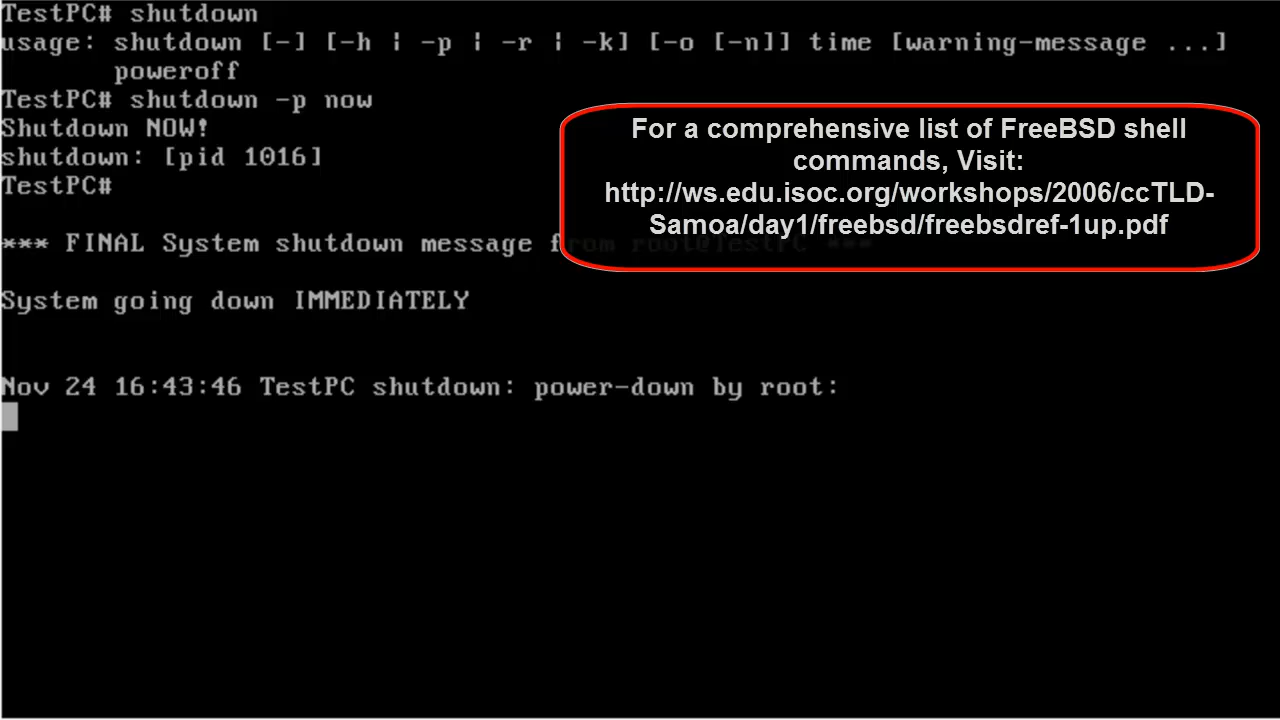 TestPC# shutdown
usage: shutdown [-] [-h | -p | -r | -k] [-o [-n]] time [warning-message ...]
poweroff
TestPC# shutdown -p now
Shutdown NOW!
shutdown: [pid 1016]
TestPC#
For a comprehensive list of FreeBSD shell
commands, Visit:
http://ws.edu.isoc.org/workshops/2006/ccTLD-
Samoa/day1/freebsd/freebsdref-1up.pdf
*** FINAL System shutdown message from root@TestPC ***
System going down IMMEDIATELY
Nov 24 16:43:46 TestPC shutdown: power-down by root: